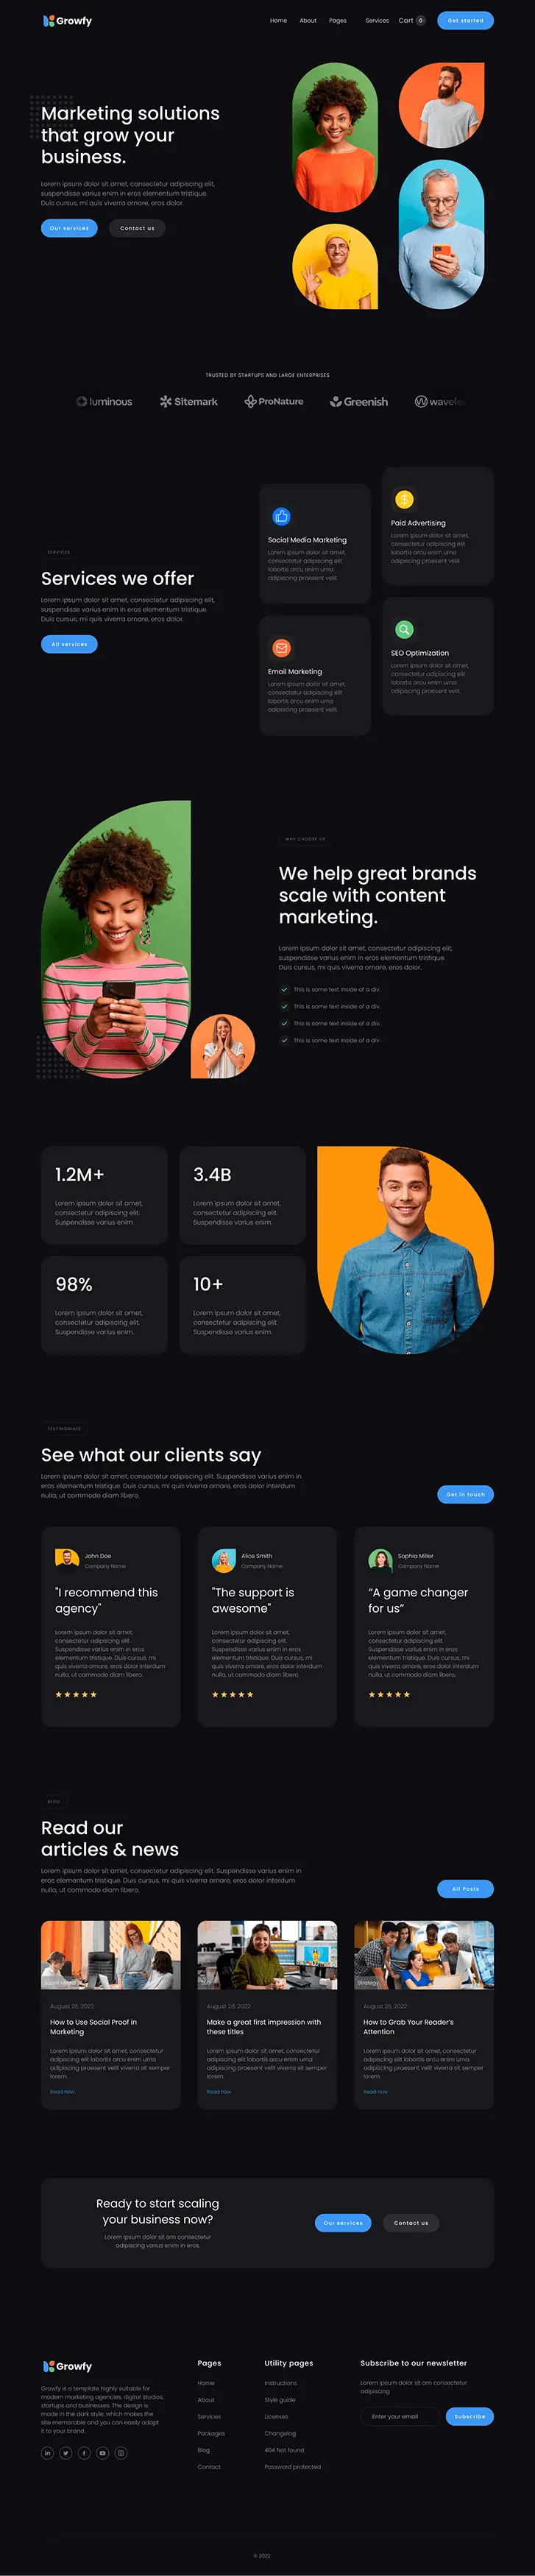 Growfy
Home About Pages Services Cart 0 Get started
Marketing solutions
that grow your
business.
Lorem ipsum dolor sit amet, consectetur adipiscing elit,
suspendisse varius enim in eros elementum tristique.
Duis cursus, mi quis viverra ornare, eros dolor.
Our services Contact us
TRUSTED BY STARTUPS AND LARGE ENTERPRISES
luminous Sitemark ProNature Greenish
SERVICES
Services we offer
Lorem ipsum dolor sit amet, consectetur adipiscing elit,
suspendisse varius enim in eros elementum tristique.
Duis cursus, mi quis viverra ornare, eros dolor.
All services
Social Media Marketing
Lorem ipsum dolor sit amet,
consectetur adipiscing elit
lobortis arcu enim urna
adipiscing praesent velit.
Paid Advertising
Lorem ipsum dolor sit amet,
consectetur adipiscing elit
lobortis arcu enim urna
adipiscing praesent velit.
Email Marketing
Lorem ipsum dolor sit amet,
consectetur adipiscing elit
lobortis arcu enim urna
adipiscing praesent velit.
SEO Optimization
Lorem ipsum dolor sit amet,
consectetur adipiscing elit
lobortis arcu enim urna
adipiscing praesent velit.
WHY CHOOSE US
We help great brands
scale with content
marketing.
Lorem ipsum dolor sit amet, consectetur adipiscing elit,
suspendisse varius enim in eros elementum tristique.
Duis cursus, mi quis viverra ornare, eros dolor.
This is some text inside of a div.
This is some text inside of a div.
This is some text inside of a div.
This is some text inside of a div.
1.2M+
Lorem ipsum dolor sit amet,
consectetur adipiscing elit.
Suspendisse varius enim.
3.4B
Lorem ipsum dolor sit amet,
consectetur adipiscing elit.
Suspendisse varius enim.
98%
Lorem ipsum dolor sit amet,
consectetur adipiscing elit.
Suspendisse varius enim.
10+
Lorem ipsum dolor sit amet,
consectetur adipiscing elit.
Suspendisse varius enim.
TESTIMONIALS
See what our clients say
Lorem ipsum dolor sit amet, consectetur adipiscing elit. Suspendisse varius enim in
eros elementum tristique. Duis cursus, mi quis viverra ornare, eros dolor interdum
nulla, ut commodo diam libero.
Get in touch
John Doe
Company Name
"I recommend this
agency"
Lorem ipsum dolor sit amet,
consectetur adipiscing elit.
Suspendisse varius enim in eros
elementum tristique. Duis cursus, mi
quis viverra ornare, eros dolor interdum
nulla, ut commodo diam libero.
Alice Smith
Company Name
"The support is
awesome"
Lorem ipsum dolor sit amet,
consectetur adipiscing elit.
Suspendisse varius enim in eros
elementum tristique. Duis cursus, mi
quis viverra ornare, eros dolor interdum
nulla, ut commodo diam libero.
Sophia Miller
Company Name
“A game changer
for us”
Lorem ipsum dolor sit amet,
consectetur adipiscing elit.
Suspendisse varius enim in eros
elementum tristique. Duis cursus, mi
quis viverra ornare, eros dolor interdum
nulla, ut commodo diam libero.
BLOG
Read our
articles & news
Lorem ipsum dolor sit amet, consectetur adipiscing elit. Suspendisse varius enim in
eros elementum tristique. Duis cursus, mi quis viverra ornare, eros dolor interdum
nulla, ut commodo diam libero.
All Posts
August 28, 2022
How to Use Social Proof in
Marketing
Lorem ipsum dolor sit amet, consectetur
adipiscing elit lobortis arcu enim urna
adipiscing praesent velit viverra sit semper
lorem.
Read now
August 28, 2022
Make a great first impression with
these titles
Lorem ipsum dolor sit amet, consectetur
adipiscing elit lobortis arcu enim urna
adipiscing praesent velit viverra sit semper
lorem.
Read now
Strategy
August 28, 2022
How to Grab Your Reader's
Attention
Lorem ipsum dolor sit amet, consectetur
adipiscing elit lobortis arcu enim urna
adipiscing praesent velit viverra sit semper
lorem.
Read now
Ready to start scaling
your business now?
Lorem ipsum dolor sit am consectetur
adipiscing varius enim in eros.
Our services Contact us
Growfy
Growfy is a template highly suitable for
modern marketing agencies, digital studios,
startups and businesses. The design is
made in the dark style, which makes the
site memorable and you can easily adapt
it to your brand.
Pages
Home
About
Services
Packages
Blog
Contact
Utility pages
Instructions
Style guide
Licenses
Changelog
404 Not found
Password protected
Subscribe to our newsletter
Lorem ipsum dolor sit am consectetur
adipiscing
Enter your email Subscribe
© 2022